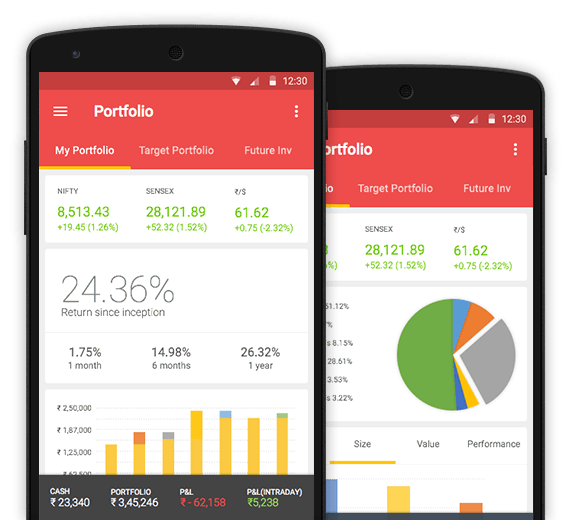 12:30
Portfolio
My Portfolio Target Portfolio Future Inv
NIFTY SENSEX ₹/$
8,513.43 28,121.89 61.62
+19.45 (1.26%) +52.32 (1.52%) +0.75 (-2.32%)
24.36%
Return since inception
1.75% 14.98% 26.32%
1 month 6 months 1 year
₹ 2,50,000
₹ 1,87,000
₹ 1,25,000
₹ 62,500
CASH PORTFOLIO P&L P&L(INTRADAY)
₹ 23,340 ₹ 3,45,246 ₹ - 62,158 ₹5,238
12:30
ortfolio
io Target Portfolio Future Inv
SENSEX ₹/$
3 28,121.89 61.62
%) +52.32 (1.52%) +0.75 (-2.32%)
51.12%
s 8.15%
28.61%
3.53%
s 3.22%
Size Value Performance